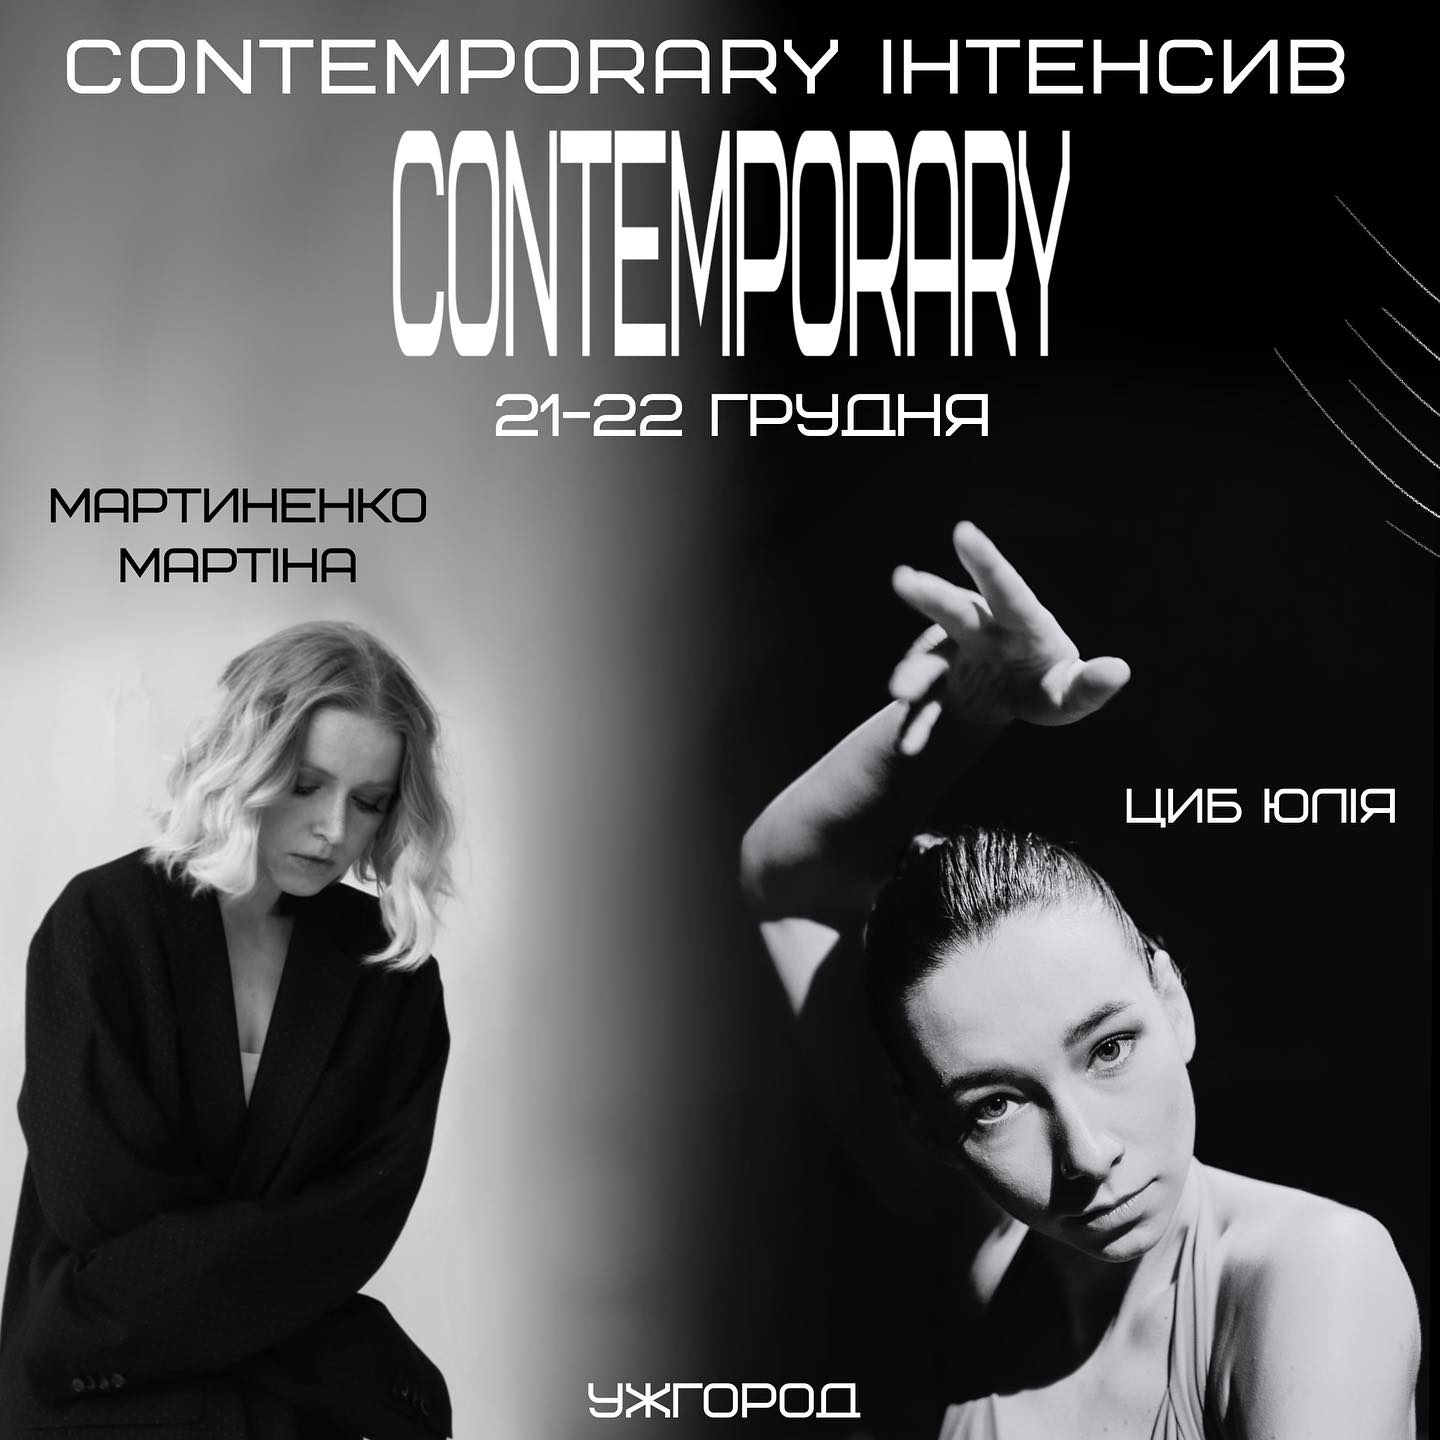 CONTEMPORARY ІНТЕНСИВ
CONTEMPORARY
21-22 ГРУДНЯ
МАРТИНЕНКО
МАРТІНА
ЦИБ ЮЛІЯ
УЖГОРОД